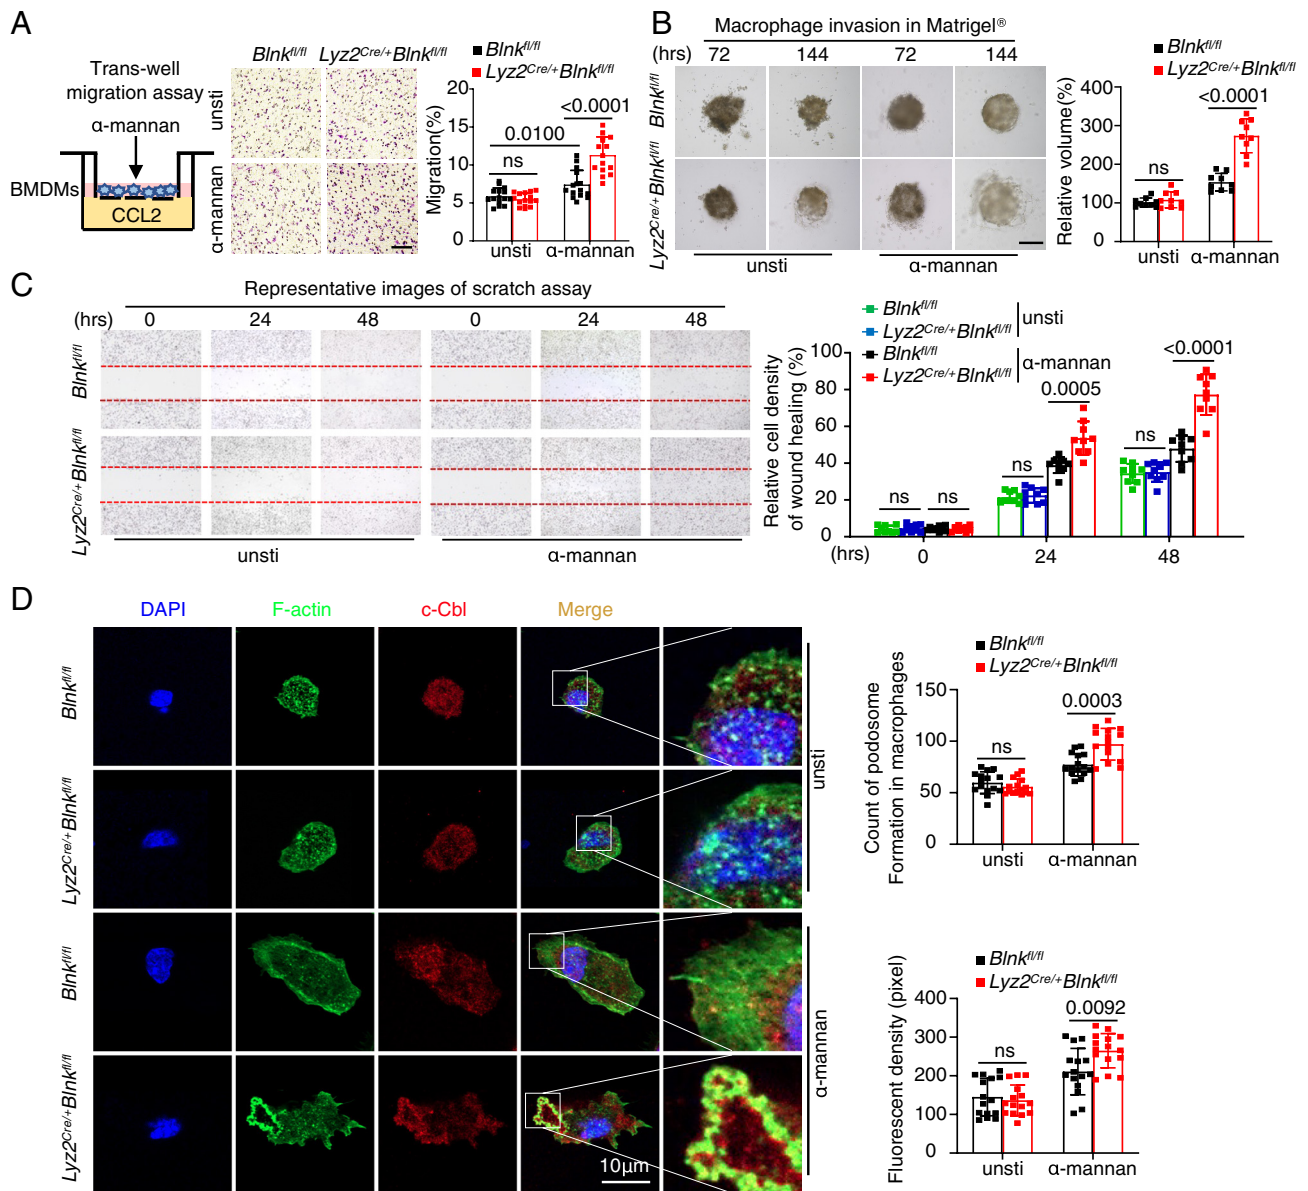 A
Trans-well
migration assay
α-mannan
BMDMs
CCL2
Blnkfl/fl
Lyz2Cre/+Blnkfl/fl
unsti
α-mannan
Blnkfl/fl
Lyz2Cre/+Blnkfl/fl
Migration(%)
20
15
10
5
0
ns
0.0100
<0.0001
unsti
α-mannan
B
Macrophage invasion in Matrigel®
(hrs) 72 144 72 144
Blnkfl/fl
Lyz2Cre/+Blnkfl/fl
unsti
α-mannan
Blnkfl/fl
Lyz2Cre/+Blnkfl/fl
Relative volume(%)
400
300
200
100
0
ns
<0.0001
unsti
α-mannan
C
Representative images of scratch assay
(hrs) 0 24 48 0 24 48
Blnkfl/fl
Lyz2Cre/+Blnkfl/fl
unsti
α-mannan
Blnkfl/fl
Lyz2Cre/+Blnkfl/fl
unsti
Blnkfl/fl
Lyz2Cre/+Blnkfl/fl
α-mannan
Relative cell density
of wound healing (%)
100
80
60
40
20
0
ns
ns
ns
0.0005
ns
<0.0001
(hrs) 0 24 48
D
DAPI F-actin c-Cbl Merge
Blnkfl/fl
Lyz2Cre/+Blnkfl/fl
Blnkfl/fl
Lyz2Cre/+Blnkfl/fl
unsti
α-mannan
10μm
Blnkfl/fl
Lyz2Cre/+Blnkfl/fl
Count of podosome
Formation in macrophages
150
100
50
0
ns
0.0003
unsti
α-mannan
Blnkfl/fl
Lyz2Cre/+Blnkfl/fl
Fluorescent density (pixel)
400
300
200
100
0
ns
0.0092
unsti
α-mannan